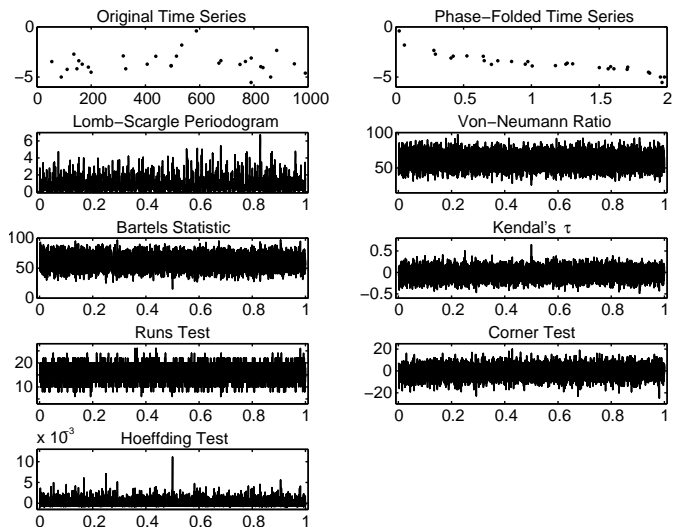 Original Time Series
0
−5
0 200 400 600 800 1000
Phase−Folded Time Series
0
−5
0 0.5 1 1.5 2
Lomb−Scargle Periodogram
6
4
2
0
0 0.2 0.4 0.6 0.8 1
Von−Neumann Ratio
100
50
0 0.2 0.4 0.6 0.8 1
Bartels Statistic
100
50
0
0 0.2 0.4 0.6 0.8 1
Kendal's τ
0.5
0
−0.5
0 0.2 0.4 0.6 0.8 1
Runs Test
20
10
0 0.2 0.4 0.6 0.8 1
Corner Test
20
0
−20
0 0.2 0.4 0.6 0.8 1
x 10⁻³
Hoeffding Test
10
5
0
0 0.2 0.4 0.6 0.8 1